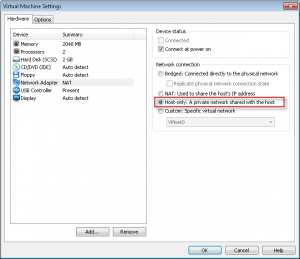 Virtual Machine Settings
Hardware Options
Device Summary
Memory 2048 MB
Processors 2
Hard Disk (SCSI) 2 GB
CD/DVD (IDE) Auto detect
Floppy Auto detect
Network Adapter NAT
USB Controller Present
Display Auto detect
Add... Remove
Device status
Connected
Connect at power on
Network connection
Bridged: Connected directly to the physical network
Replicate physical network connection state
NAT: Used to share the host's IP address
Host-only: A private network shared with the host
Custom: Specific virtual network
VMnet0
OK Cancel Help